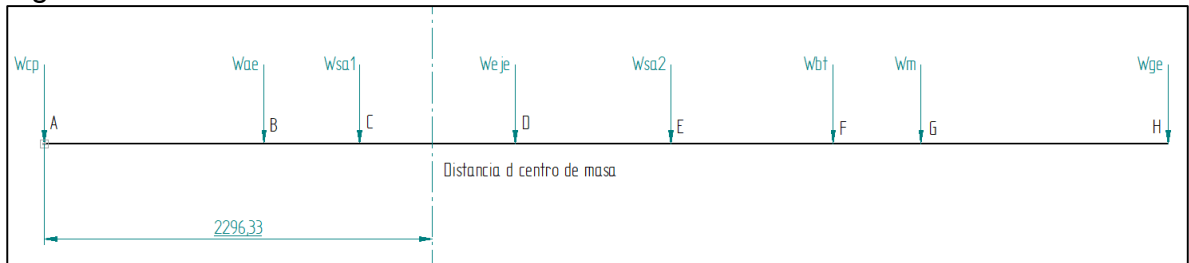 Wcp Wae Wsa1 Weje Wsa2 Wbt Wm Wge
A B C D E F G H
Distancia d centro de masa
2296,33